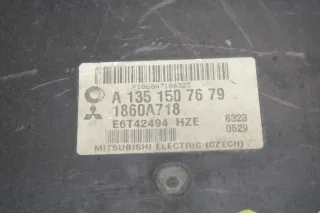 A 135 150 76 79
1860A718
E6T42494 HZE 6323
0529
MITSUBISHI ELECTRIC (CZECH)